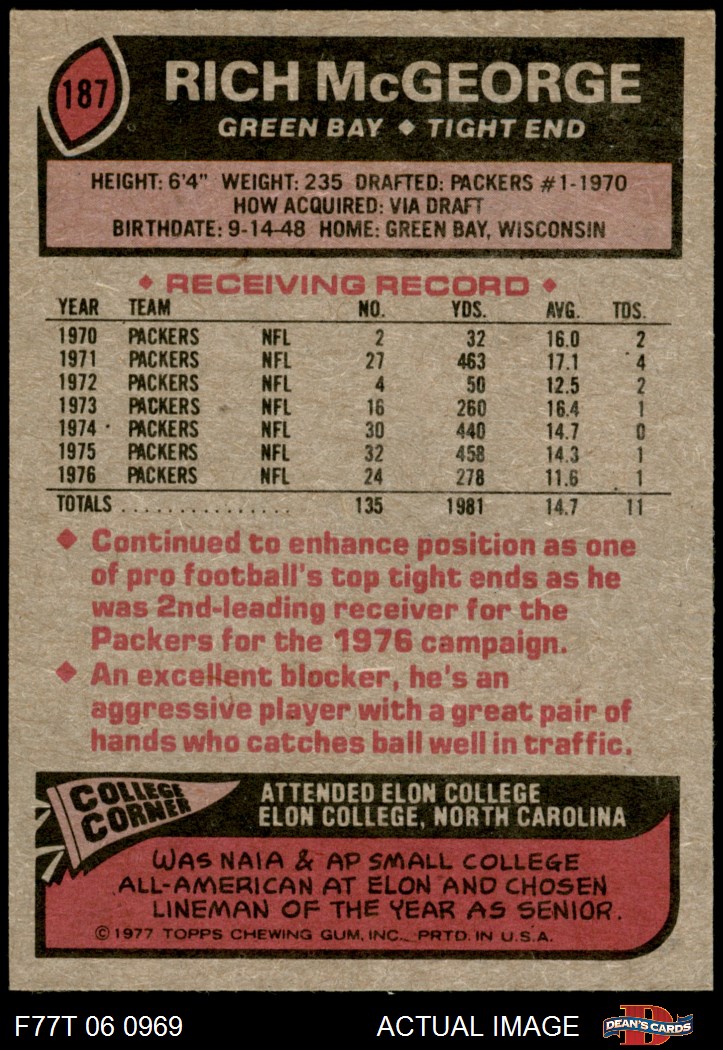 187
RICH McGEORGE
GREEN BAY ◆ TIGHT END
HEIGHT: 6'4" WEIGHT: 235 DRAFTED: PACKERS #1-1970
HOW ACQUIRED: VIA DRAFT
BIRTHDATE: 9-14-48 HOME: GREEN BAY, WISCONSIN
◆ RECEIVING RECORD ◆
YEAR TEAM NO. YDS. AVG. TDS.
1970 PACKERS NFL 2 32 16.0 2
1971 PACKERS NFL 27 463 17.1 4
1972 PACKERS NFL 4 50 12.5 2
1973 PACKERS NFL 16 260 16.4 1
1974 PACKERS NFL 30 440 14.7 0
1975 PACKERS NFL 32 458 14.3 1
1976 PACKERS NFL 24 278 11.6 1
TOTALS ............... 135 1981 14.7 11
◆ Continued to enhance position as one
of pro football's top tight ends as he
was 2nd-leading receiver for the
Packers for the 1976 campaign.
◆ An excellent blocker, he's an
aggressive player with a great pair of
hands who catches ball well in traffic.
COLLEGE
CORNER
ATTENDED ELON COLLEGE
ELON COLLEGE, NORTH CAROLINA
WAS NAIA & AP SMALL COLLEGE
ALL-AMERICAN AT ELON AND CHOSEN
LINEMAN OF THE YEAR AS SENIOR.
©1977 TOPPS CHEWING GUM, INC. PRTD. IN U.S.A.
F77T 06 0969 ACTUAL IMAGE D DEAN'S CARDS